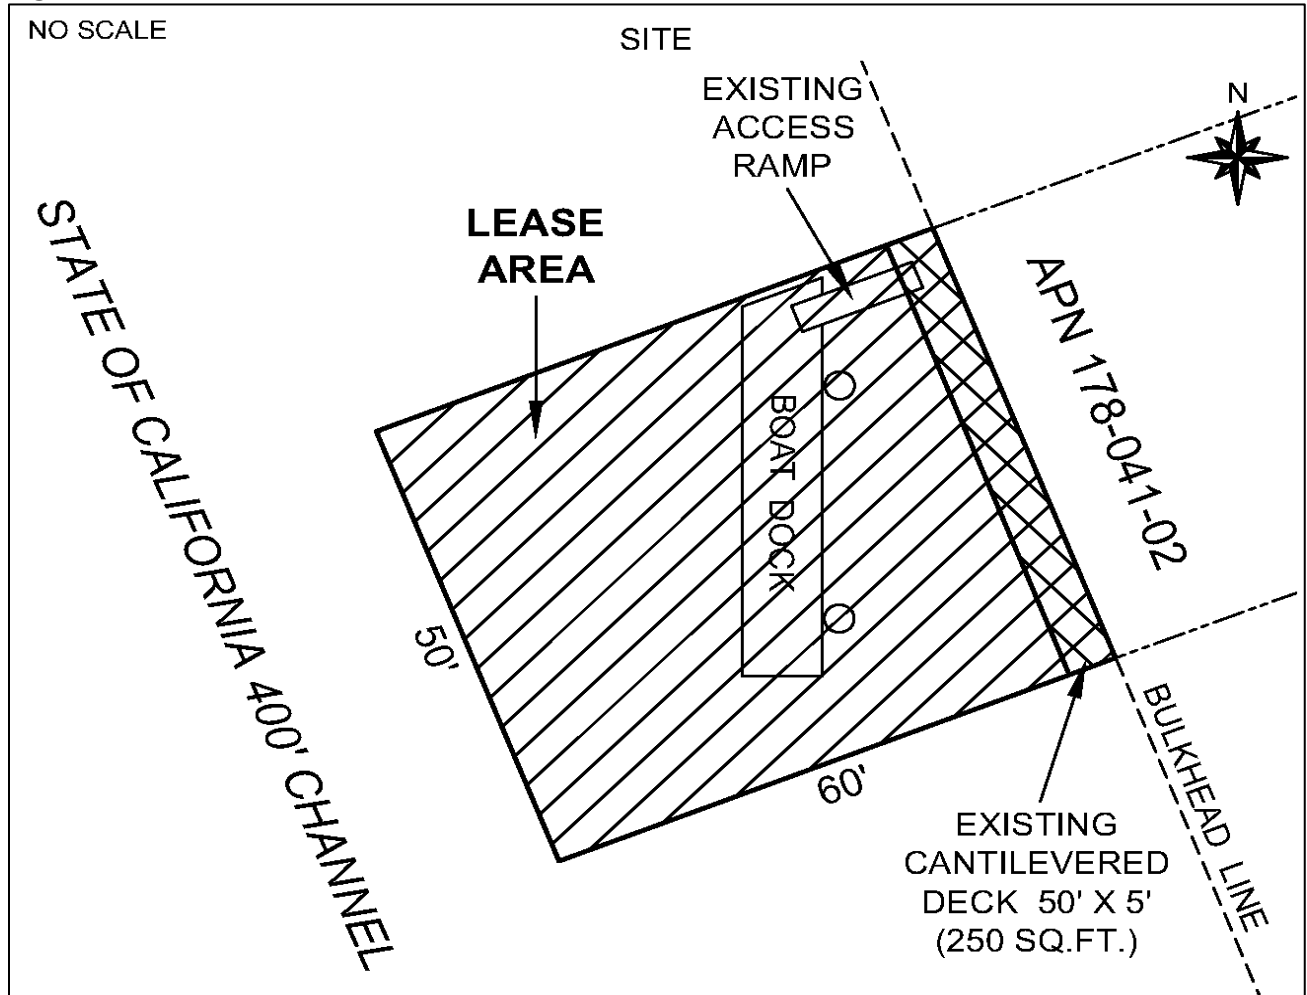 NO SCALE
SITE
EXISTING
ACCESS
RAMP
N
LEASE
AREA
STATE OF CALIFORNIA 400' CHANNEL
APN 178-041-02
BOAT DOCK
50'
60'
BULKHEAD LINE
EXISTING
CANTILEVERED
DECK 50' X 5'
(250 SQ.FT.)